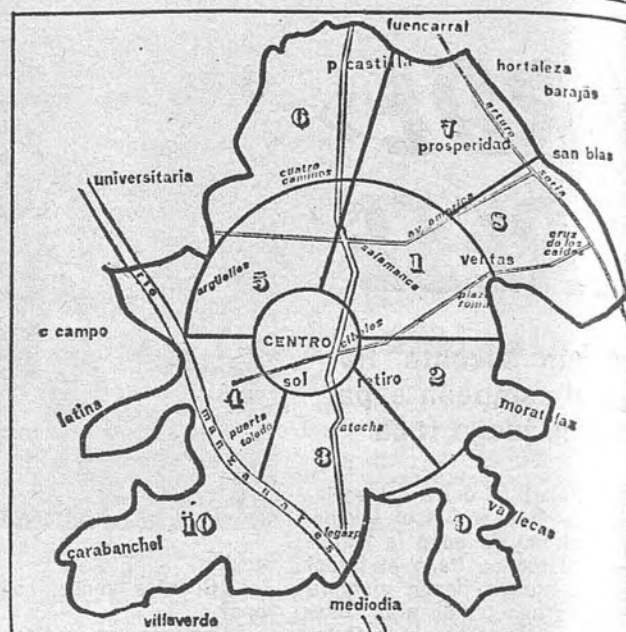 fuencarral
p. castilla
hortaleza
barajas
6
7
arturo
soria
prosperidad
san blas
universitaria
cuatro
caminos
av. america
8
cruz
de los
caidos
1
salamanca
ventas
arguelles
5
plaza
roma
rio
manzanares
c campo
CENTRO
cibeles
sol
retiro
2
4
latina
puerta
toledo
atocha
moratalaz
3
vallecas
9
10
legazpi
carabanchel
mediodia
villaverde